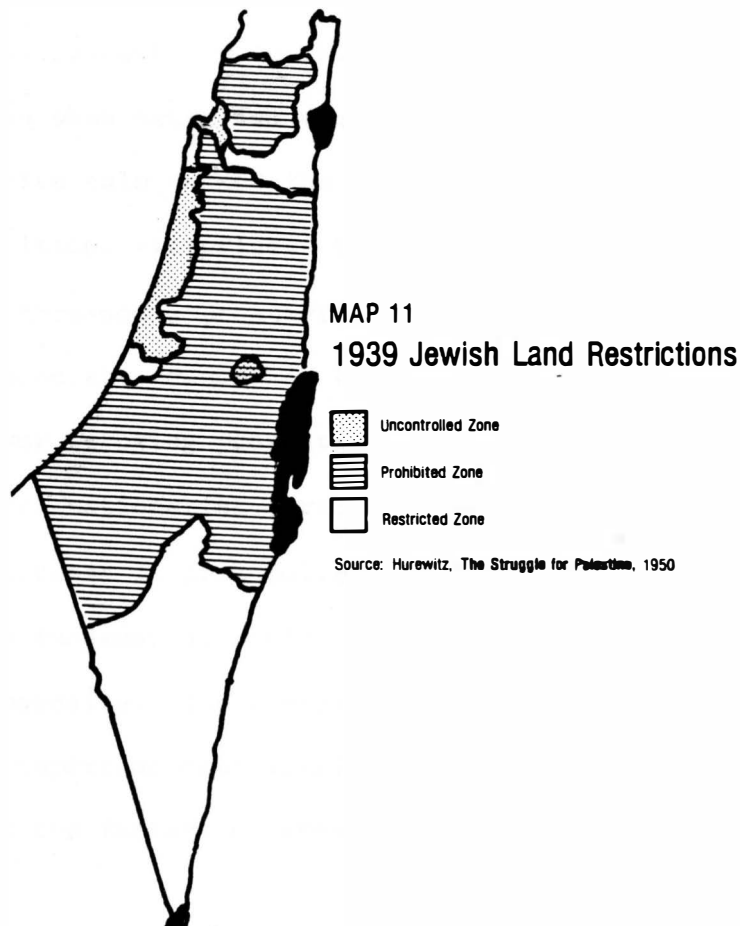 MAP 11
1939 Jewish Land Restrictions
Uncontrolled Zone
Prohibited Zone
Restricted Zone
Source: Hurewitz, The Struggle for Palestine, 1950